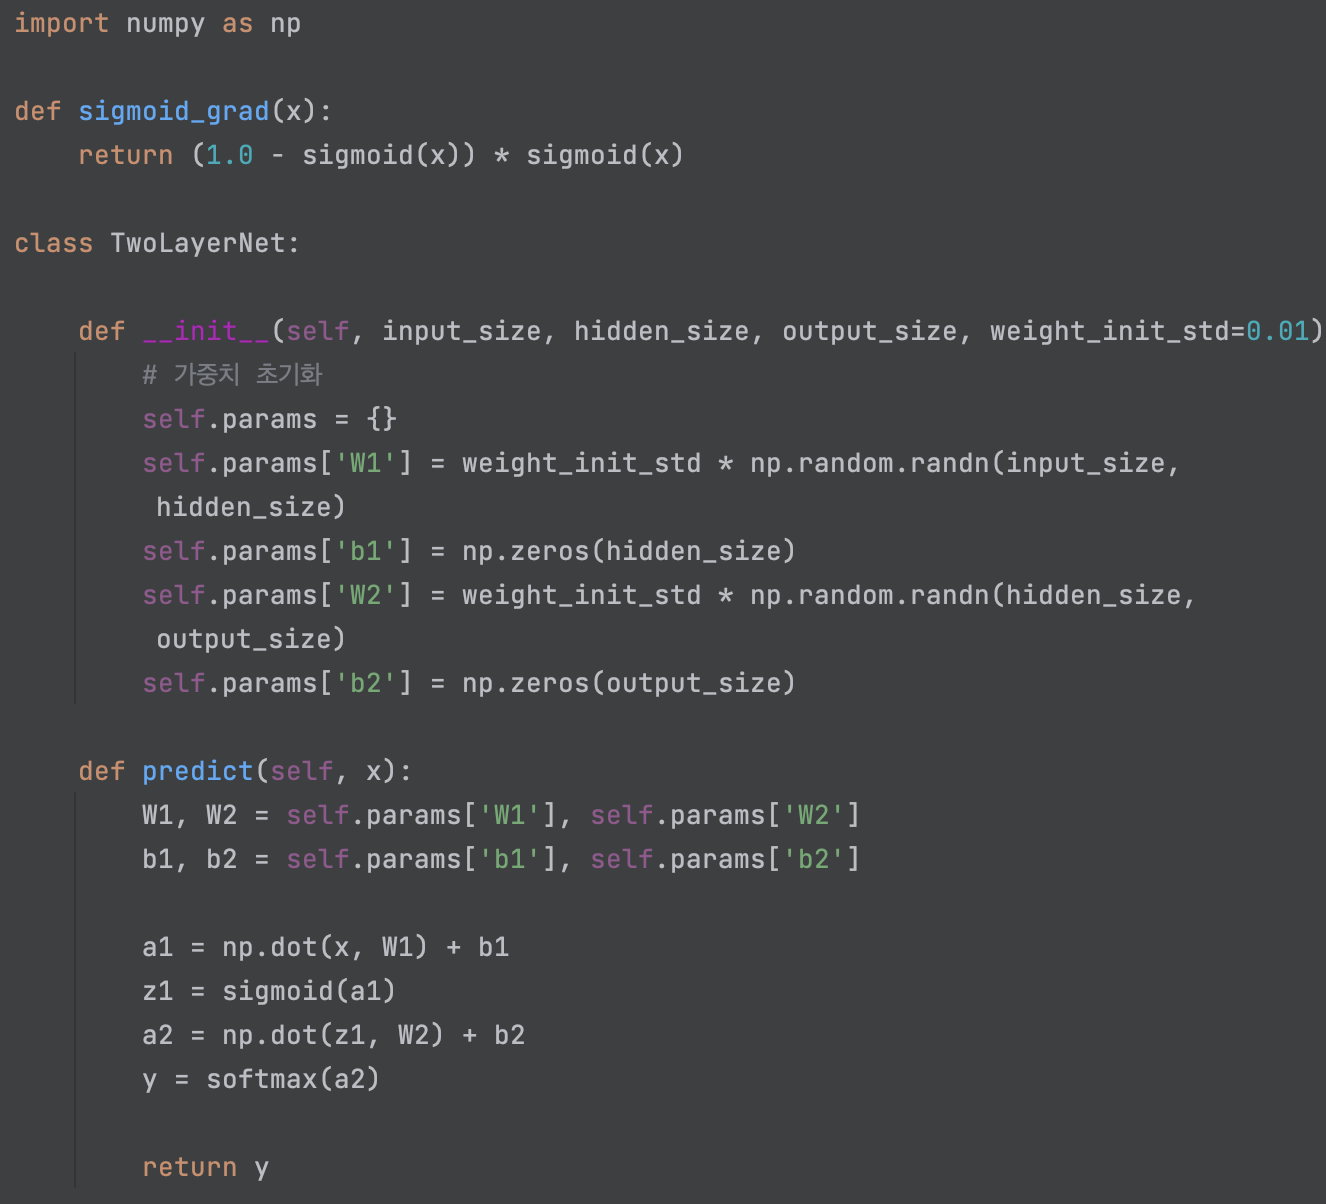 import numpy as np
def sigmoid_grad(x):
    return (1.0 - sigmoid(x)) * sigmoid(x)
class TwoLayerNet:
    def __init__(self, input_size, hidden_size, output_size, weight_init_std=0.01)
        # 가중치 초기화
        self.params = {}
        self.params['W1'] = weight_init_std * np.random.randn(input_size,
         hidden_size)
        self.params['b1'] = np.zeros(hidden_size)
        self.params['W2'] = weight_init_std * np.random.randn(hidden_size,
         output_size)
        self.params['b2'] = np.zeros(output_size)
    def predict(self, x):
        W1, W2 = self.params['W1'], self.params['W2']
        b1, b2 = self.params['b1'], self.params['b2']
        a1 = np.dot(x, W1) + b1
        z1 = sigmoid(a1)
        a2 = np.dot(z1, W2) + b2
        y = softmax(a2)
        return y